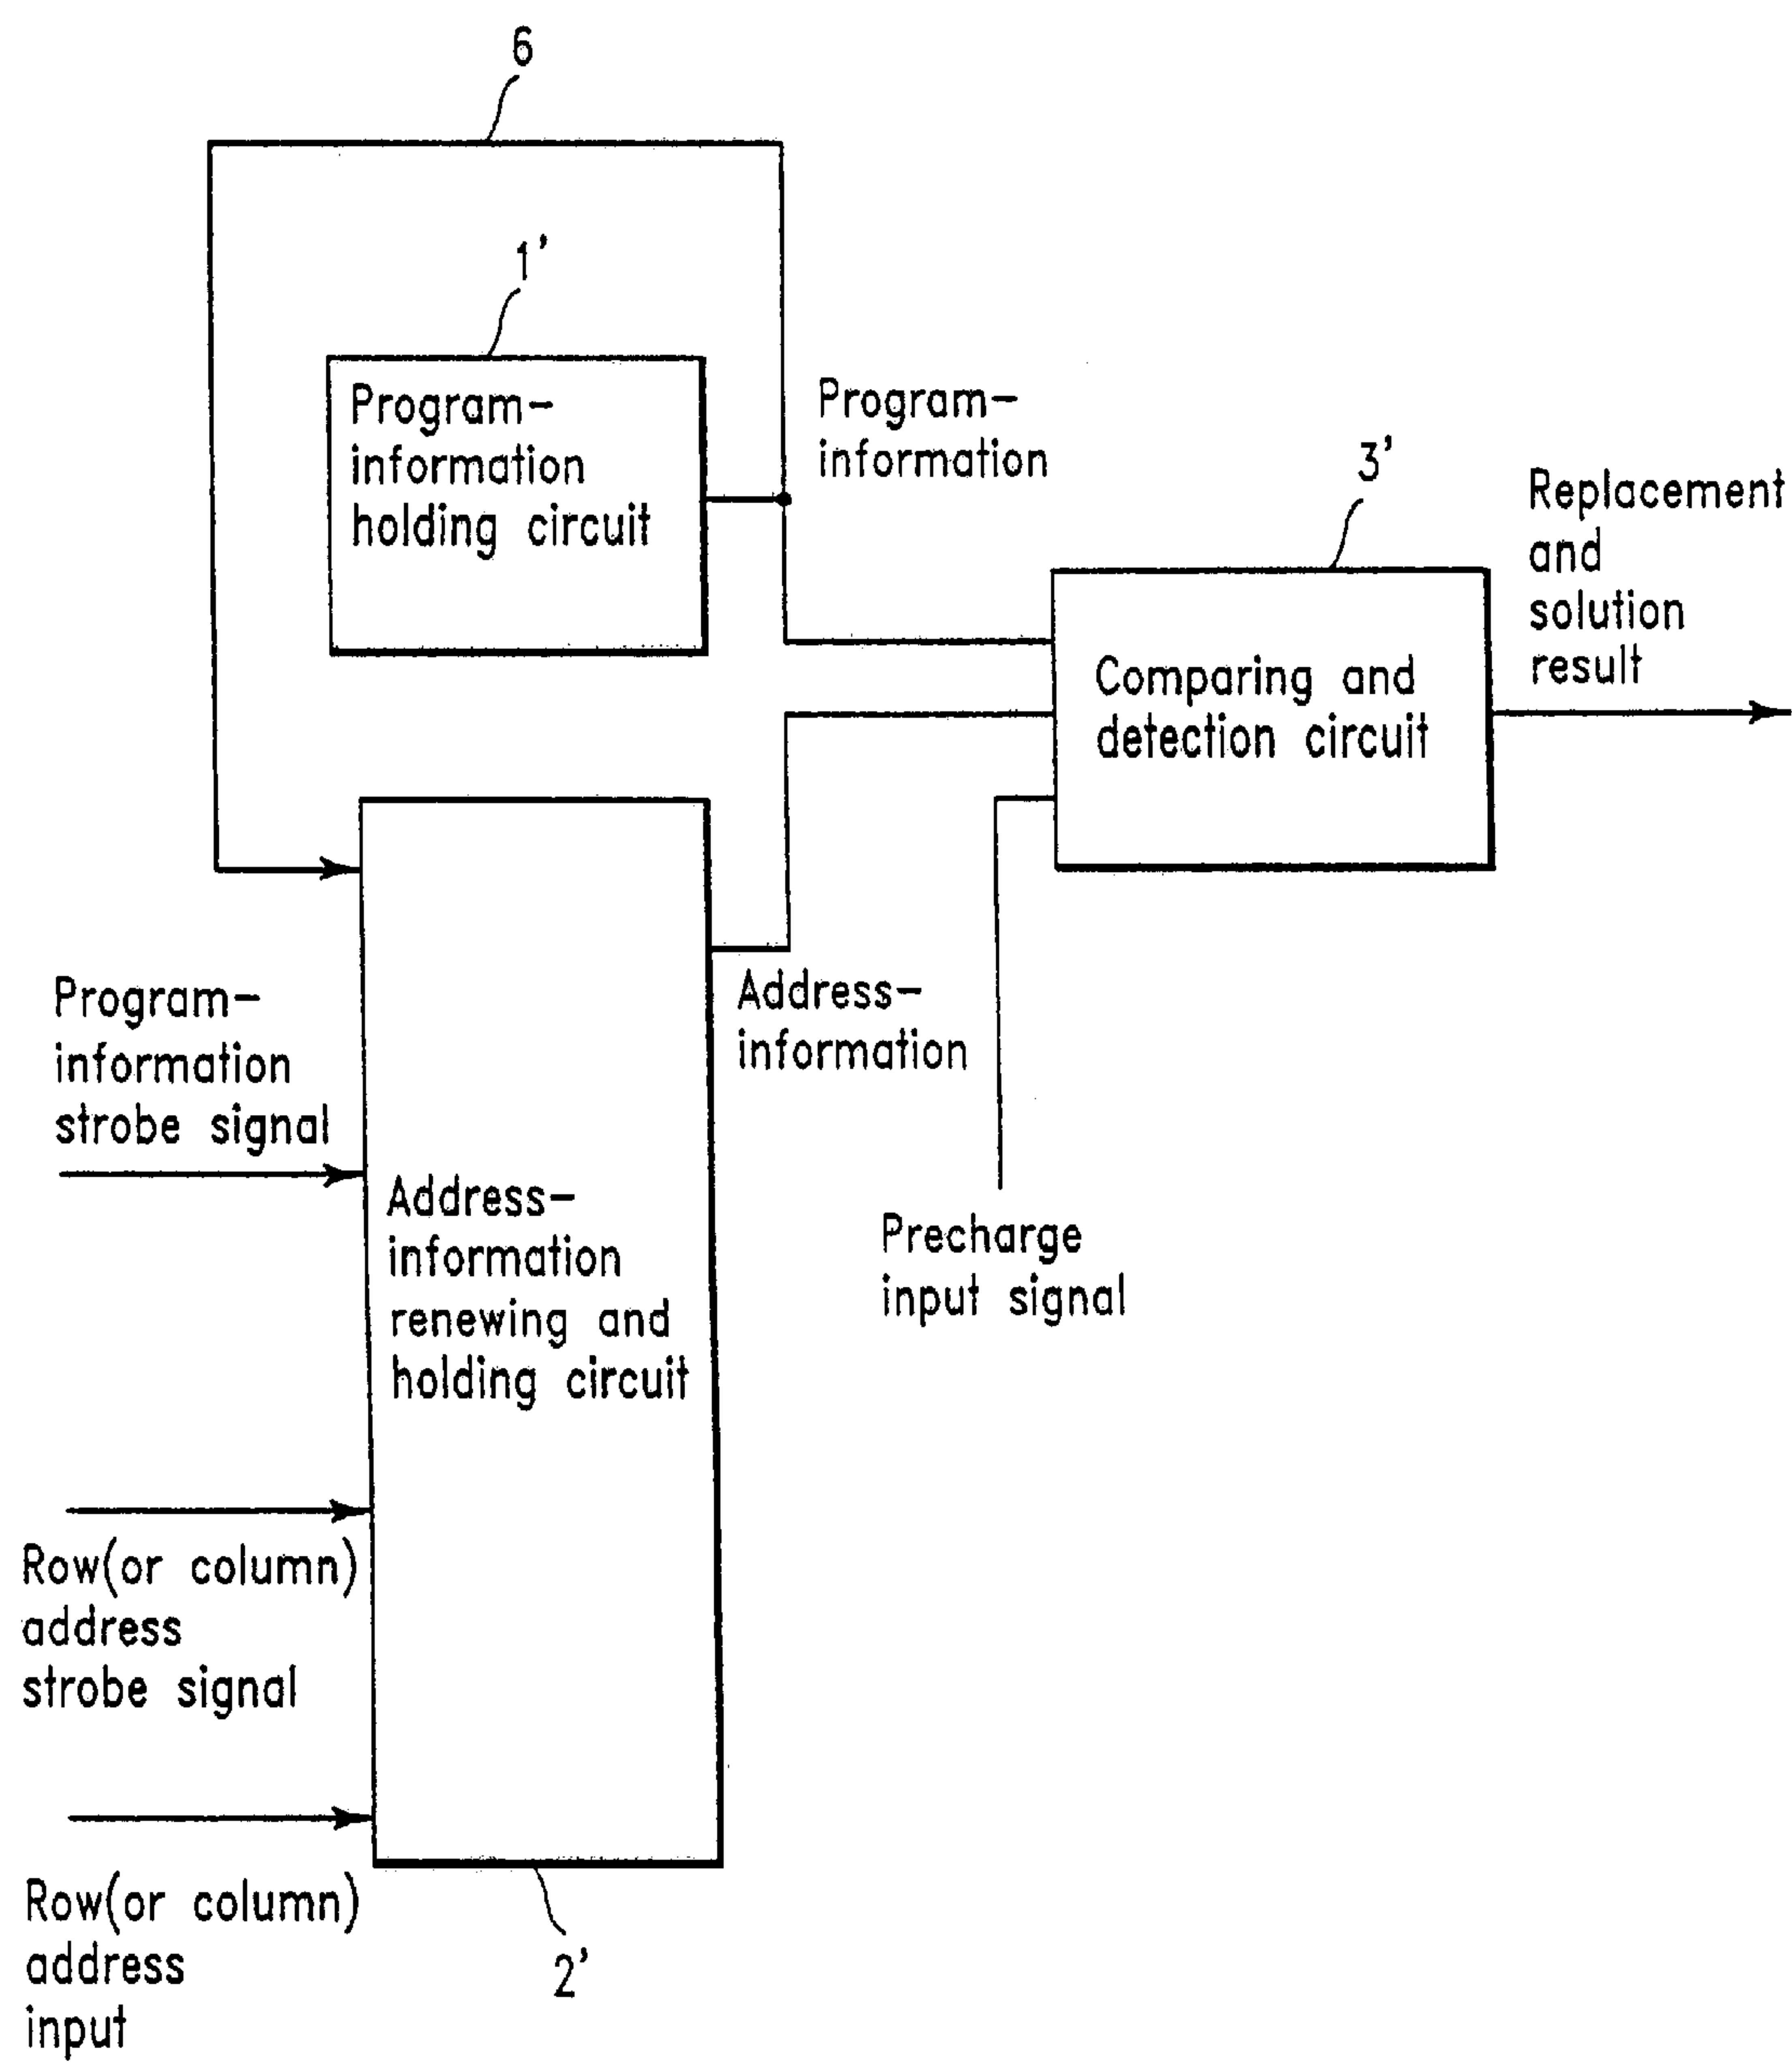 6
1'
Program-
information
holding circuit
Program-
information
3'
Replacement
and
solution
result
Comparing and
detection circuit
Program-
information
strobe signal
Address-
information
Address-
information
renewing and
holding circuit
Precharge
input signal
Row(or column)
address
strobe signal
Row(or column)
address
input
2'